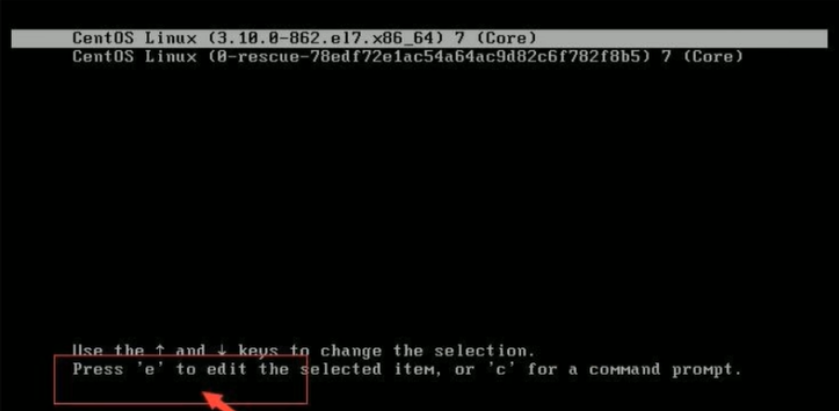 CentOS Linux (3.10.0-862.el7.x86_64) 7 (Core)
CentOS Linux (0-rescue-78edf72e1ac54a64ac9d82c6f782f8b5) 7 (Core)
Use the ↑ and ↓ keys to change the selection.
Press 'e' to edit the selected item, or 'c' for a command prompt.